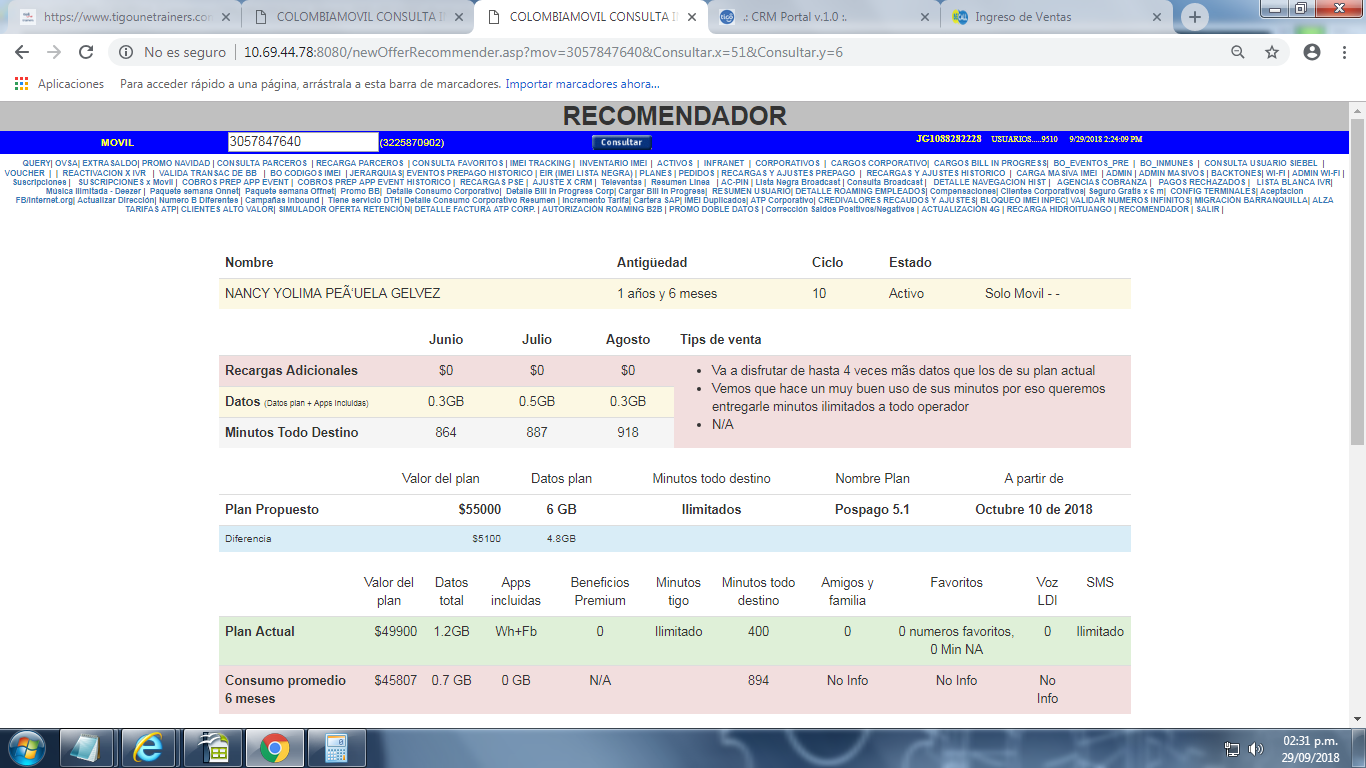 https://www.tigounetrainers.con
COLOMBIAMOVIL CONSULTA II
COLOMBIAMOVIL CONSULTA II
.: CRM Portal v.1.0 :.
Ingreso de Ventas
No es seguro | 10.69.44.78:8080/newOfferRecommender.asp?mov=3057847640&Consultar.x=51&Consultar.y=6
Aplicaciones Para acceder rápido a una página, arrástrala a esta barra de marcadores. Importar marcadores ahora...
RECOMENDADOR
MOVIL 3057847640 (3225870902) Consultar JG1088282228 USUARIOS.....9510 9/29/2018 2:24:09 PM
QUERY| OVSA| EXTRASALDO| PROMO NAVIDAD | CONSULTA PARCEROS | RECARGA PARCEROS | CONSULTA FAVORITOS | IMEI TRACKING | INVENTARIO IMEI | ACTIVOS | INFRANET | CORPORATIVOS | CARGOS CORPORATIVO| CARGOS BILL IN PROGRESS| BO_EVENTOS_PRE | BO_INMUNES | CONSULTA USUARIO SIEBEL |
VOUCHER | | REACTIVACION X IVR | VALIDA TRANSAC DE BB | BO CODIGOS IMEI | JERARQUIAS| EVENTOS PREPAGO HISTORICO | EIR (IMEI LISTA NEGRA) | PLANES | PEDIDOS | RECARGAS Y AJUSTES PREPAGO | RECARGAS Y AJUSTES HISTORICO | CARGA MASIVA IMEI | ADMIN | ADMIN MASIVOS | BACKTONES| WI-FI | ADMIN WI-FI |
Suscripciones | SUSCRIPCIONES x Movil | COBROS PREP APP EVENT | COBROS PREP APP EVENT HISTORICO | RECARGAS PSE | AJUSTE X CRM | Televentas | Resumen Linea | AC-PIN | Lista Negra Broadcast | Consulta Broadcast | DETALLE NAVEGACION HIST | AGENCIAS COBRANZA | PAGOS RECHAZADOS | LISTA BLANCA IVR|
Musica Ilimitada - Deezer | Paquete semana Onnet| Paquete semana Offnet| Promo BB| Detalle Consumo Corporativo| Detalle Bill In Progress Corp| Cargar Bill In Progress Corp| RESUMEN USUARIO| DETALLE ROAMING EMPLEADOS| Compensaciones| Clientes Corporativos| Seguro Gratis x 6 m| CONFIG TERMINALES| Aceptacion
FB/Internet.org| Actualizar Dirección| Numero B Diferentes | Campañas Inbound | Tiene servicio DTH| Detalle Consumo Corporativo Resumen | Incremento Tarifa| Cartera SAP| IMEI Duplicados| ATP Corporativo| CREDIVALORES RECAUDOS Y AJUSTES| BLOQUEO IMEI INPEC| VALIDAR NUMEROS INFINITOS| MIGRACIÓN BARRANQUILLA| ALZA
TARIFAS ATP| CLIENTES ALTO VALOR| SIMULADOR OFERTA RETENCIÓN| DETALLE FACTURA ATP CORP. | AUTORIZACIÓN ROAMING B2B | PROMO DOBLE DATOS | Corrección Saldos Positivos/Negativos | ACTUALIZACIÓN 4G | RECARGA HIDROITUANGO | RECOMENDADOR | SALIR |
Nombre Antigüedad Ciclo Estado
NANCY YOLIMA PEÃ‘UELA GELVEZ 1 años y 6 meses 10 Activo Solo Movil - -
Junio Julio Agosto Tips de venta
Recargas Adicionales $0 $0 $0
Datos (Datos plan + Apps Incluidas) 0.3GB 0.5GB 0.3GB
Minutos Todo Destino 864 887 918
• Va a disfrutar de hasta 4 veces mãs datos que los de su plan actual
• Vemos que hace un muy buen uso de sus minutos por eso queremos
entregarle minutos ilimitados a todo operador
• N/A
Valor del plan Datos plan Minutos todo destino Nombre Plan A partir de
Plan Propuesto $55000 6 GB Ilimitados Pospago 5.1 Octubre 10 de 2018
Diferencia $5100 4.8GB
Valor del plan Datos total Apps incluidas Beneficios Premium Minutos tigo Minutos todo destino Amigos y familia Favoritos Voz LDI SMS
Plan Actual $49900 1.2GB Wh+Fb 0 Ilimitado 400 0 0 numeros favoritos, 0 Min NA 0 Ilimitado
Consumo promedio 6 meses $45807 0.7 GB 0 GB N/A 894 No Info No Info No Info
02:31 p.m.
29/09/2018